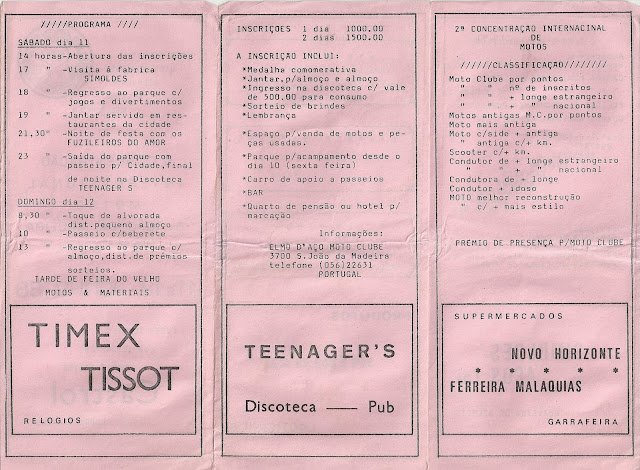 /////PROGRAMA ////
SÁBADO dia 11
14 horas-Abertura das inscrições
17 " -Visita á fabrica
SIMOLDES
18 " -Regresso ao parque c/
jogos e divertimentos
19 " -Jantar servido em res-
taurantes da cidade
21,30" -Noite de festa com os
FUZILEIROS DO AMOR
23 " -Saida do parque com
passeio p/ Cidade,final
de noite na Discoteca
TEENAGER S
DOMINGO dia 12
8,30 " -Toque de alvorada
dist.pequeno almoço
10 " -Passeio c/beberete
13 " -Regresso ao parque c/
almoço,dist.de prémios
sorteios.
TARDE DE FEIRA DO VELHO
MOTOS & MATERIAIS
TIMEX
TISSOT
RELOGIOS
INSCRIÇÕES 1 dia 1000.00
2 dias 1500.00
A INSCRIÇÃO INCLUI:
*Medalha comomerativa
*Jantar,p/almoço e almoço
*Ingresso na discoteca c/ vale
de 500.00 para consumo
*Sorteio de brindes
*Lembrança
*Espaço p/venda de motos e pe-
ças usadas.
*Parque p/acampamento desde o
dia 10 (sexta feira)
*Carro de apoio a passeios
*BAR
*Quarto de pensão ou hotel p/
marcação
Informações:
ELMO D'AÇO MOTO CLUBE
3700 S.João da Madeira
telefone (056)22631
PORTUGAL
TEENAGER'S
Discoteca — Pub
2ª CONCENTRAÇÃO INTERNACINAL
DE
MOTOS
//////CLASSIFICAÇÃO////////
Moto Clube por pontos
" " nº de inscritos
" " + longe estrangeiro
" " + " nacional
Motos antigas M.C.por pontos
Moto mais antiga
Moto c/side + antiga
" antiga c/+ km.
Scooter c/+ km.
Condutor de + longe estrangeiro
" " + " nacional
Condutora de + longe
Condutor + idoso
MOTO melhor reconstrução
" c/ + mais estilo
PREMIO DE PRESENÇA P/MOTO CLUBE
SUPERMERCADOS
NOVO HORIZONTE
* * * * *
FERREIRA MALAQUIAS
GARRAFEIRA